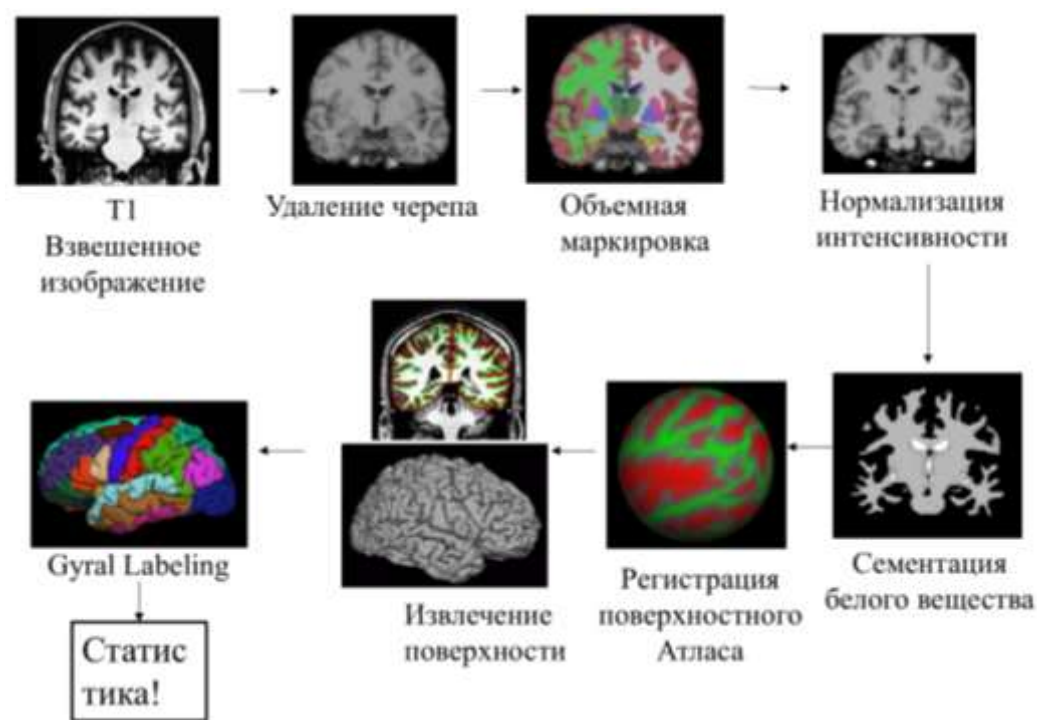 T1
Взвешенное
изображение
Удаление черепа
Объемная
маркировка
Нормализация
интенсивности
Сементация
белого вещества
Регистрация
поверхностного
Атласа
Извлечение
поверхности
Gyral Labeling
Статис
тика!